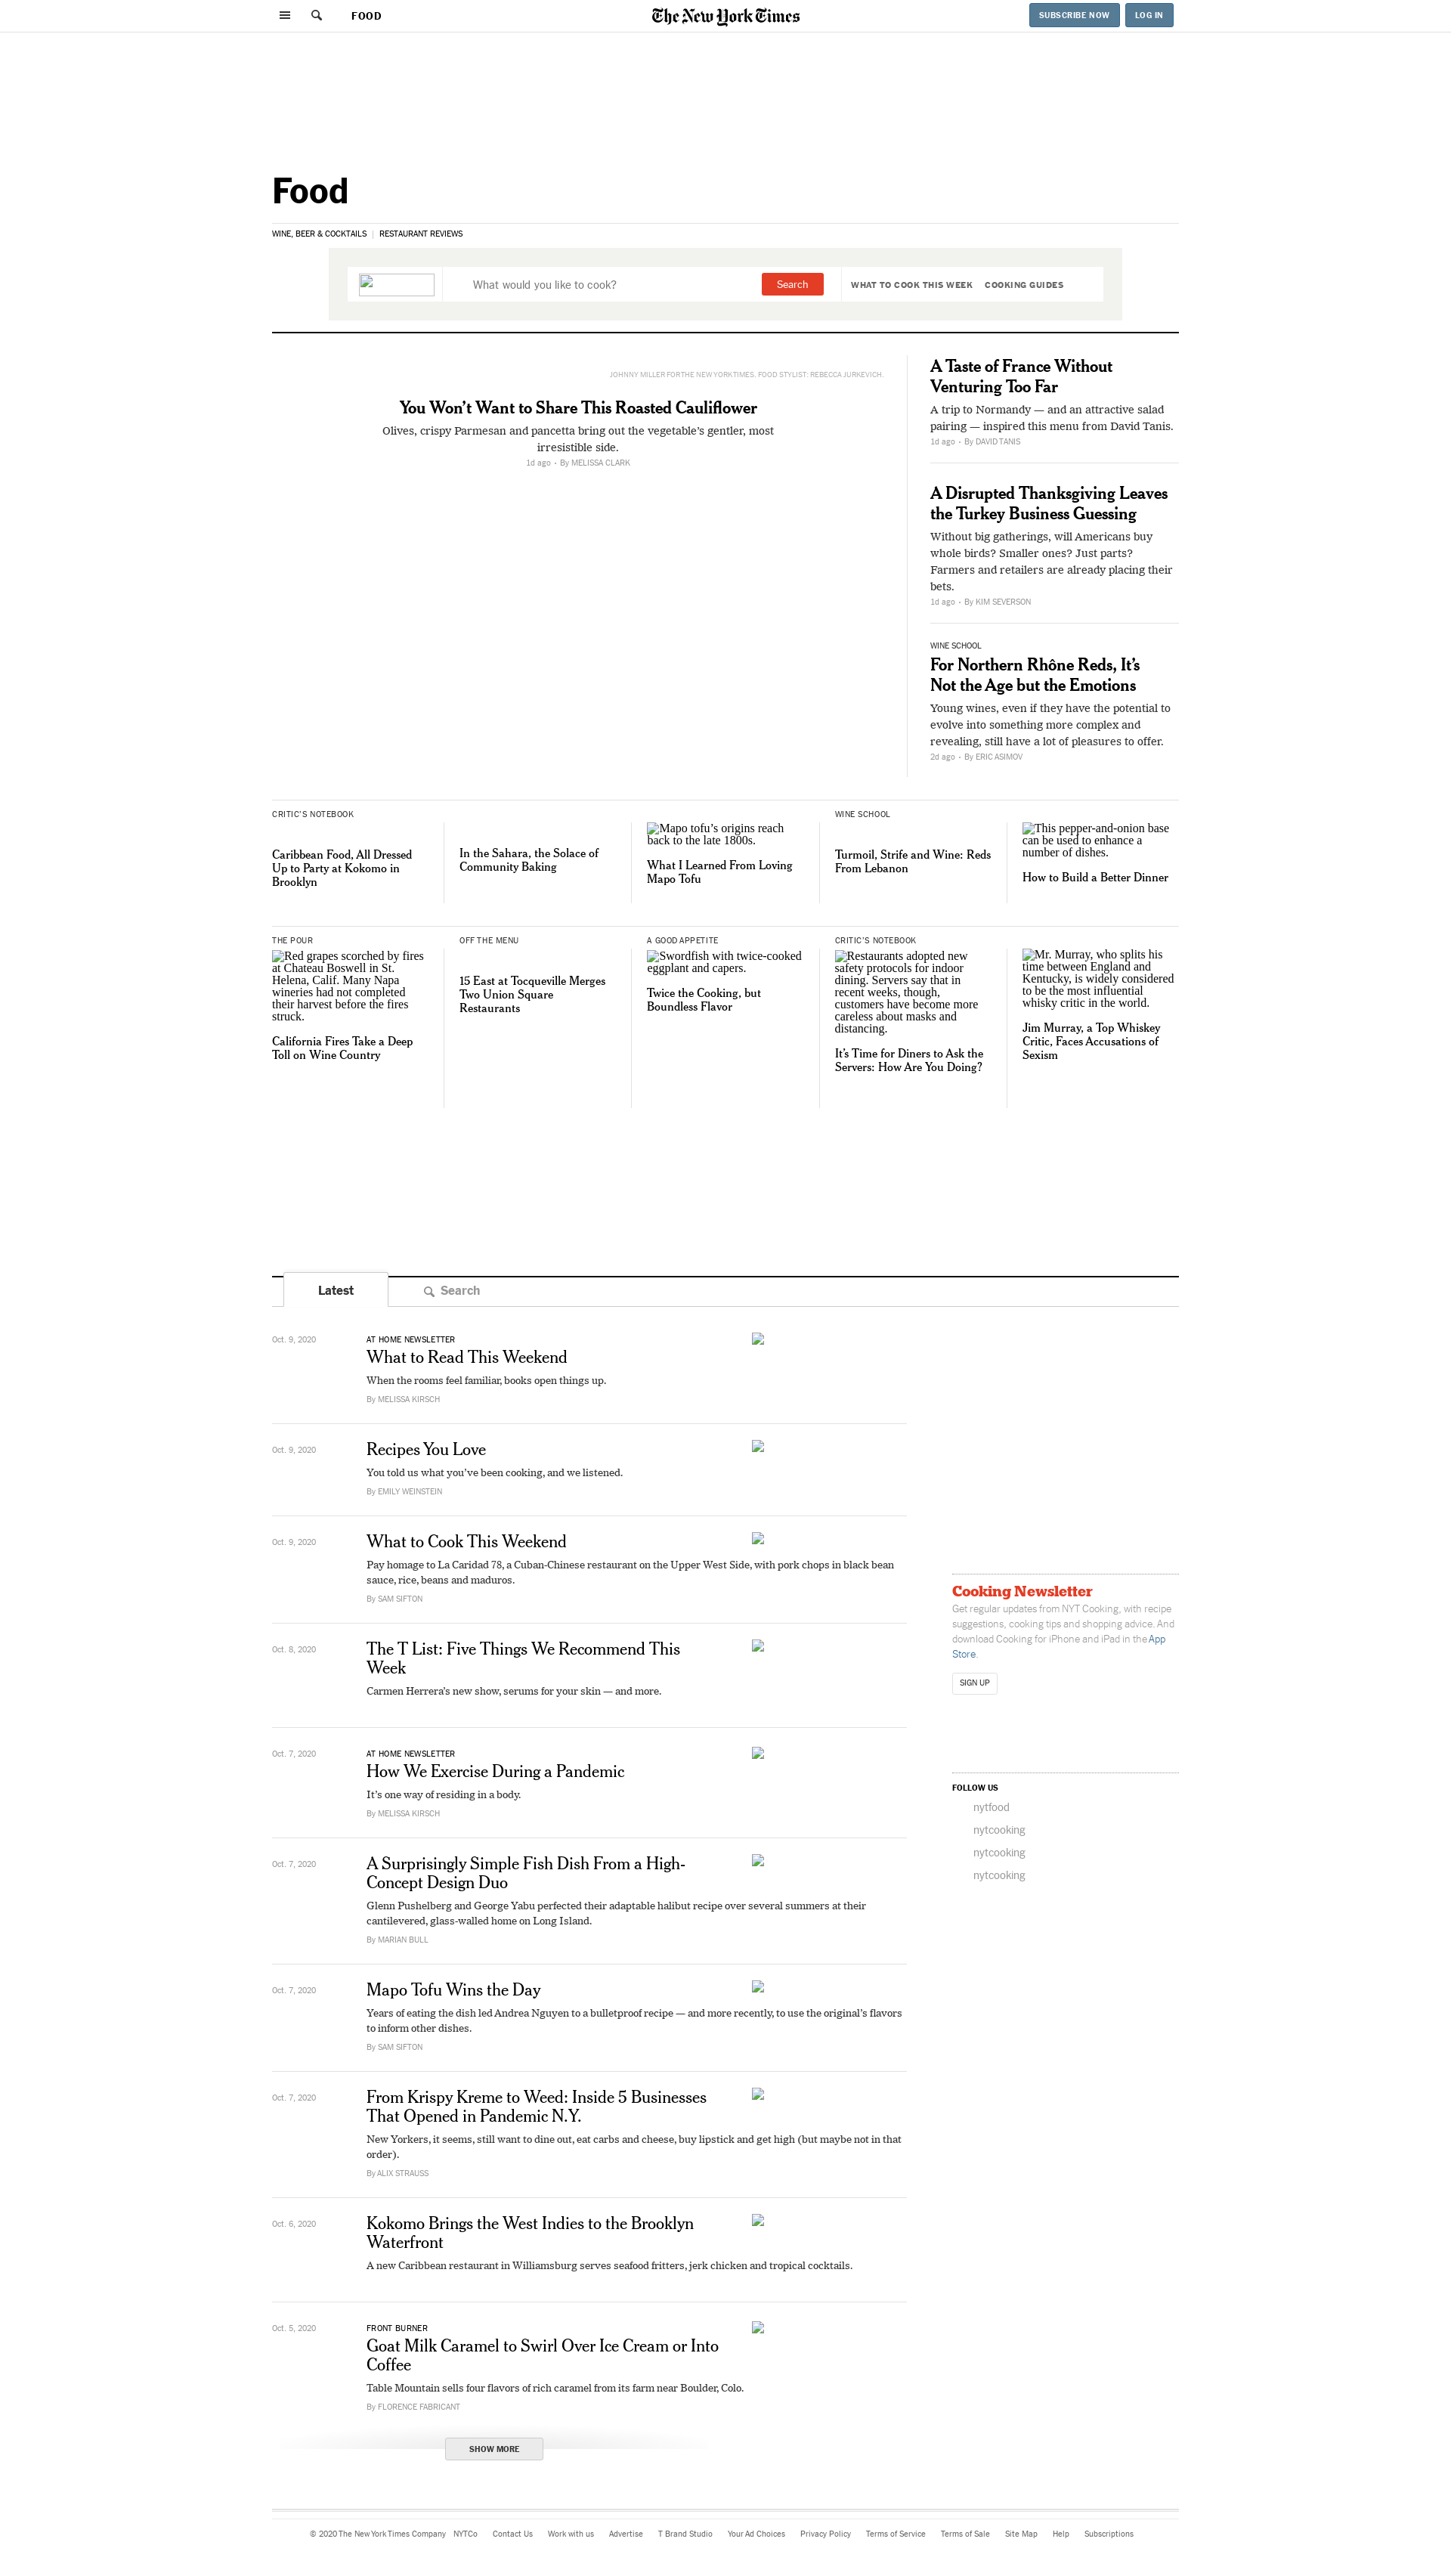 FOOD
The New York Times
SUBSCRIBE NOW
LOG IN
Food
WINE, BEER & COCKTAILS | RESTAURANT REVIEWS
What would you like to cook?
Search
WHAT TO COOK THIS WEEK
COOKING GUIDES
JOHNNY MILLER FOR THE NEW YORK TIMES. FOOD STYLIST: REBECCA JURKEVICH.
You Won’t Want to Share This Roasted Cauliflower
Olives, crispy Parmesan and pancetta bring out the vegetable’s gentler, most
irresistible side.
1d ago • By MELISSA CLARK
A Taste of France Without
Venturing Too Far
A trip to Normandy — and an attractive salad
pairing — inspired this menu from David Tanis.
1d ago • By DAVID TANIS
A Disrupted Thanksgiving Leaves
the Turkey Business Guessing
Without big gatherings, will Americans buy
whole birds? Smaller ones? Just parts?
Farmers and retailers are already placing their
bets.
1d ago • By KIM SEVERSON
WINE SCHOOL
For Northern Rhône Reds, It’s
Not the Age but the Emotions
Young wines, even if they have the potential to
evolve into something more complex and
revealing, still have a lot of pleasures to offer.
2d ago • By ERIC ASIMOV
CRITIC’S NOTEBOOK
Caribbean Food, All Dressed
Up to Party at Kokomo in
Brooklyn
In the Sahara, the Solace of
Community Baking
Mapo tofu’s origins reach
back to the late 1800s.
What I Learned From Loving
Mapo Tofu
WINE SCHOOL
Turmoil, Strife and Wine: Reds
From Lebanon
This pepper-and-onion base
can be used to enhance a
number of dishes.
How to Build a Better Dinner
THE POUR
Red grapes scorched by fires
at Chateau Boswell in St.
Helena, Calif. Many Napa
wineries had not completed
their harvest before the fires
struck.
California Fires Take a Deep
Toll on Wine Country
OFF THE MENU
15 East at Tocqueville Merges
Two Union Square
Restaurants
A GOOD APPETITE
Swordfish with twice-cooked
eggplant and capers.
Twice the Cooking, but
Boundless Flavor
CRITIC’S NOTEBOOK
Restaurants adopted new
safety protocols for indoor
dining. Servers say that in
recent weeks, though,
customers have become more
careless about masks and
distancing.
It’s Time for Diners to Ask the
Servers: How Are You Doing?
Mr. Murray, who splits his
time between England and
Kentucky, is widely considered
to be the most influential
whisky critic in the world.
Jim Murray, a Top Whiskey
Critic, Faces Accusations of
Sexism
Latest
Search
Oct. 9, 2020
AT HOME NEWSLETTER
What to Read This Weekend
When the rooms feel familiar, books open things up.
By MELISSA KIRSCH
Oct. 9, 2020
Recipes You Love
You told us what you’ve been cooking, and we listened.
By EMILY WEINSTEIN
Oct. 9, 2020
What to Cook This Weekend
Pay homage to La Caridad 78, a Cuban-Chinese restaurant on the Upper West Side, with pork chops in black bean
sauce, rice, beans and maduros.
By SAM SIFTON
Oct. 8, 2020
The T List: Five Things We Recommend This
Week
Carmen Herrera’s new show, serums for your skin — and more.
Oct. 7, 2020
AT HOME NEWSLETTER
How We Exercise During a Pandemic
It’s one way of residing in a body.
By MELISSA KIRSCH
Oct. 7, 2020
A Surprisingly Simple Fish Dish From a High-
Concept Design Duo
Glenn Pushelberg and George Yabu perfected their adaptable halibut recipe over several summers at their
cantilevered, glass-walled home on Long Island.
By MARIAN BULL
Oct. 7, 2020
Mapo Tofu Wins the Day
Years of eating the dish led Andrea Nguyen to a bulletproof recipe — and more recently, to use the original’s flavors
to inform other dishes.
By SAM SIFTON
Oct. 7, 2020
From Krispy Kreme to Weed: Inside 5 Businesses
That Opened in Pandemic N.Y.
New Yorkers, it seems, still want to dine out, eat carbs and cheese, buy lipstick and get high (but maybe not in that
order).
By ALIX STRAUSS
Oct. 6, 2020
Kokomo Brings the West Indies to the Brooklyn
Waterfront
A new Caribbean restaurant in Williamsburg serves seafood fritters, jerk chicken and tropical cocktails.
Oct. 5, 2020
FRONT BURNER
Goat Milk Caramel to Swirl Over Ice Cream or Into
Coffee
Table Mountain sells four flavors of rich caramel from its farm near Boulder, Colo.
By FLORENCE FABRICANT
SHOW MORE
Cooking Newsletter
Get regular updates from NYT Cooking, with recipe
suggestions, cooking tips and shopping advice. And
download Cooking for iPhone and iPad in the App
Store.
SIGN UP
FOLLOW US
nytfood
nytcooking
nytcooking
nytcooking
© 2020 The New York Times Company NYTCo Contact Us Work with us Advertise T Brand Studio Your Ad Choices Privacy Policy Terms of Service Terms of Sale Site Map Help Subscriptions